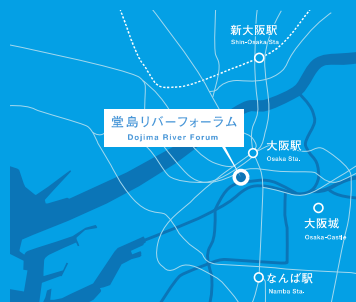 新大阪駅
Shin-Osaka Sta.
堂島リバーフォーラム
Dojima River Forum
大阪駅
Osaka Sta.
大阪城
Osaka-Castle
なんば駅
Namba Sta.